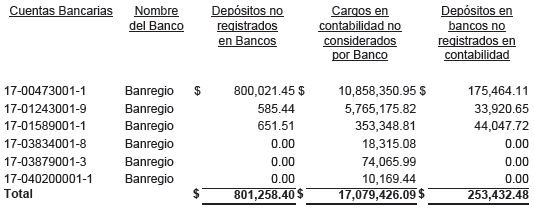 Cuentas Bancarias Nombre Depósitos no Cargos en Depósitos en
del Banco registrados contabilidad no bancos no
en Bancos considerados registrados en
por Banco contabilidad
17-00473001-1 Banregio $ 800,021.45 $ 10,858,350.95 $ 175,464.11
17-01243001-9 Banregio 585.44 5,765,175.82 33,920.65
17-01589001-1 Banregio 651.51 353,348.81 44,047.72
17-03834001-8 Banregio 0.00 18,315.08 0.00
17-03879001-3 Banregio 0.00 74,065.99 0.00
17-040200001-1 Banregio 0.00 10,169.44 0.00
Total $ 801,258.40 $ 17,079,426.09 $ 253,432.48